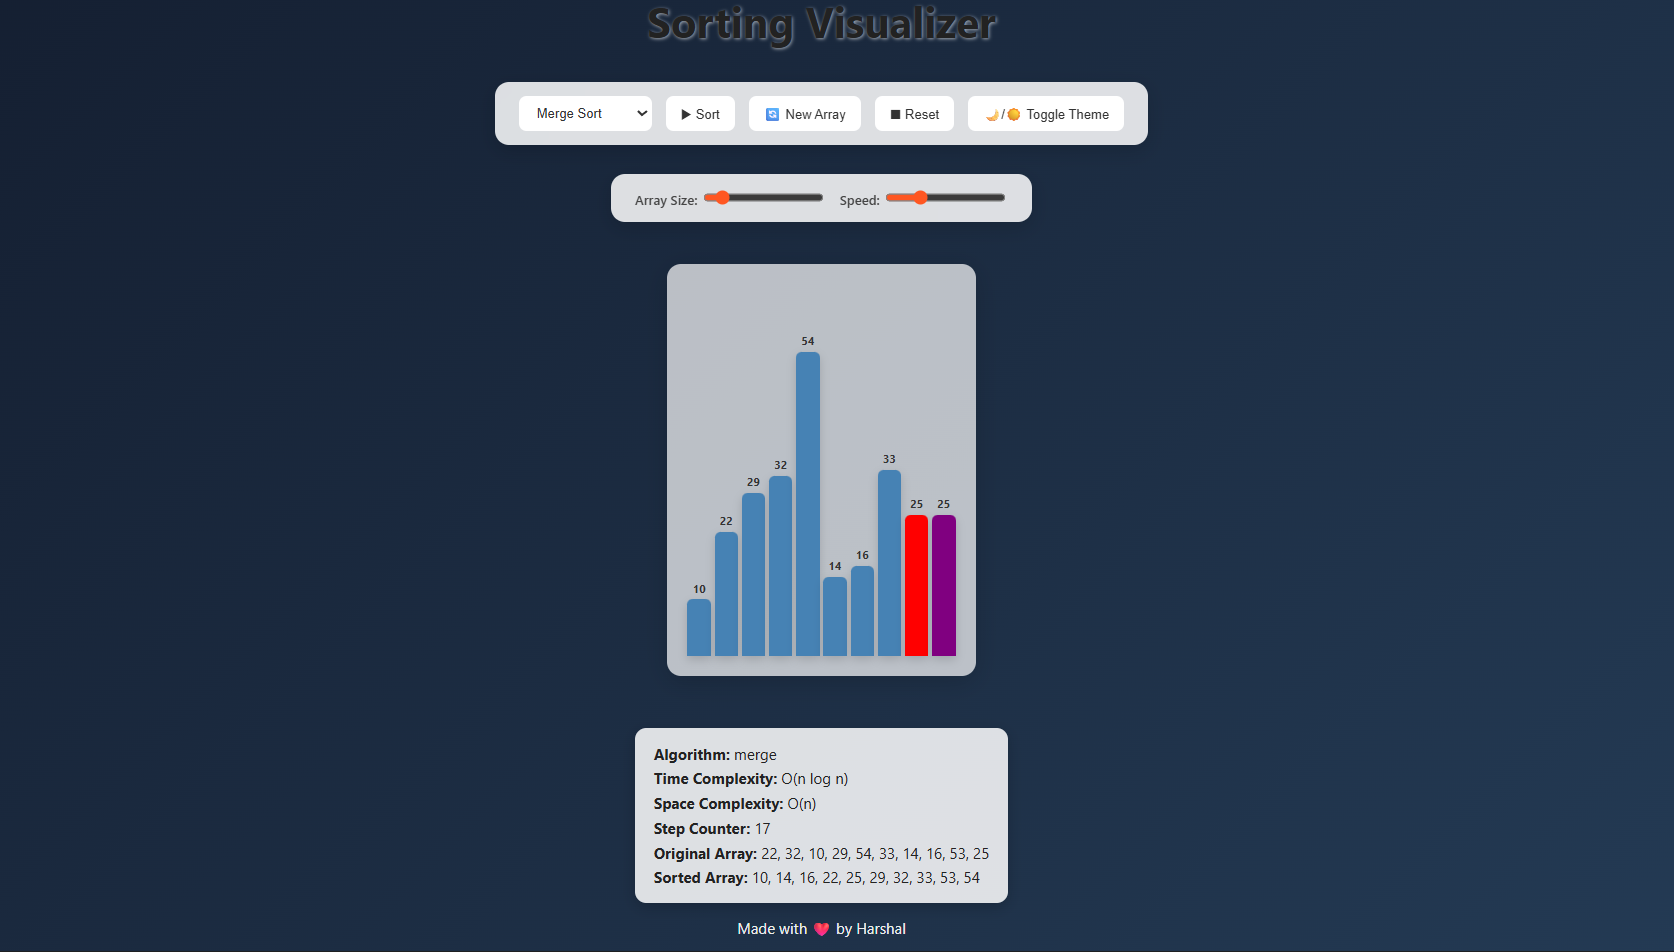 Sorting Visualizer
Merge Sort ▶ Sort 🔄 New Array ⏹ Reset 🌙/☀️ Toggle Theme
Array Size: Speed:
54
33
32
29
25 25
22
16
14
10
Algorithm: merge
Time Complexity: O(n log n)
Space Complexity: O(n)
Step Counter: 17
Original Array: 22, 32, 10, 29, 54, 33, 14, 16, 53, 25
Sorted Array: 10, 14, 16, 22, 25, 29, 32, 33, 53, 54
Made with ❤️ by Harshal